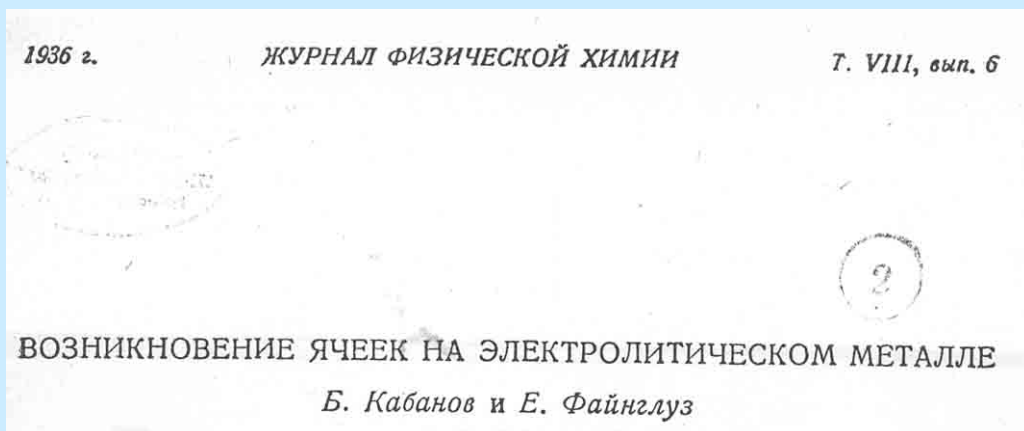 1936 г. ЖУРНАЛ ФИЗИЧЕСКОЙ ХИМИИ Т. VIII, вып. 6
2
ВОЗНИКНОВЕНИЕ ЯЧЕЕК НА ЭЛЕКТРОЛИТИЧЕСКОМ МЕТАЛЛЕ
Б. Кабанов и Е. Файнглуз